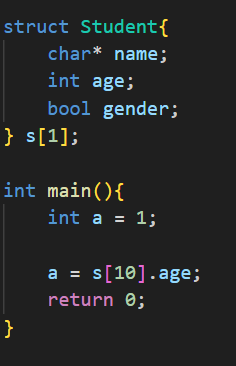 struct Student{
    char* name;
    int age;
    bool gender;
} s[1];

int main(){
    int a = 1;

    a = s[10].age;
    return 0;
}